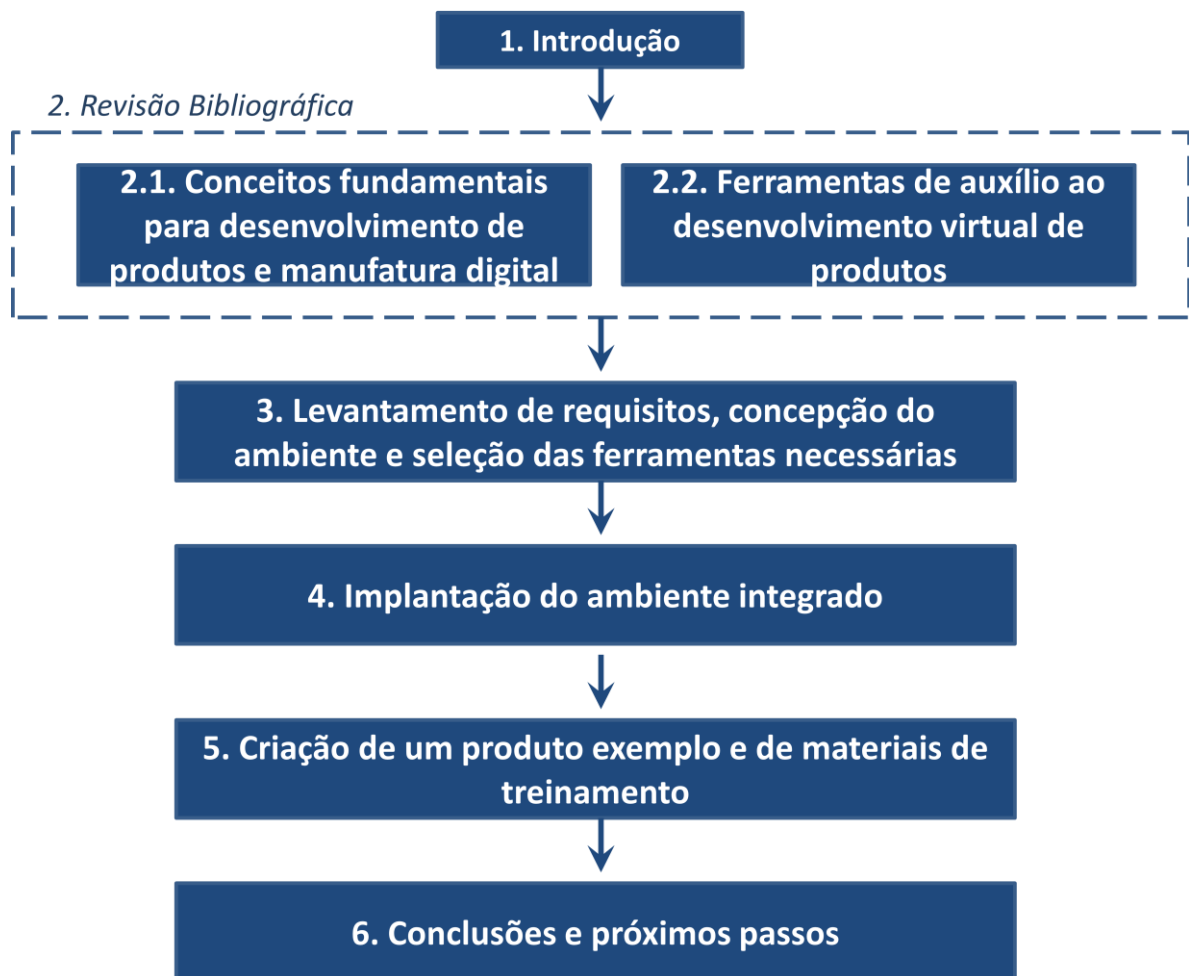 1. Introdução
2. Revisão Bibliográfica
2.1. Conceitos fundamentais
para desenvolvimento de
produtos e manufatura digital
2.2. Ferramentas de auxílio ao
desenvolvimento virtual de
produtos
3. Levantamento de requisitos, concepção do
ambiente e seleção das ferramentas necessárias
4. Implantação do ambiente integrado
5. Criação de um produto exemplo e de materiais de
treinamento
6. Conclusões e próximos passos